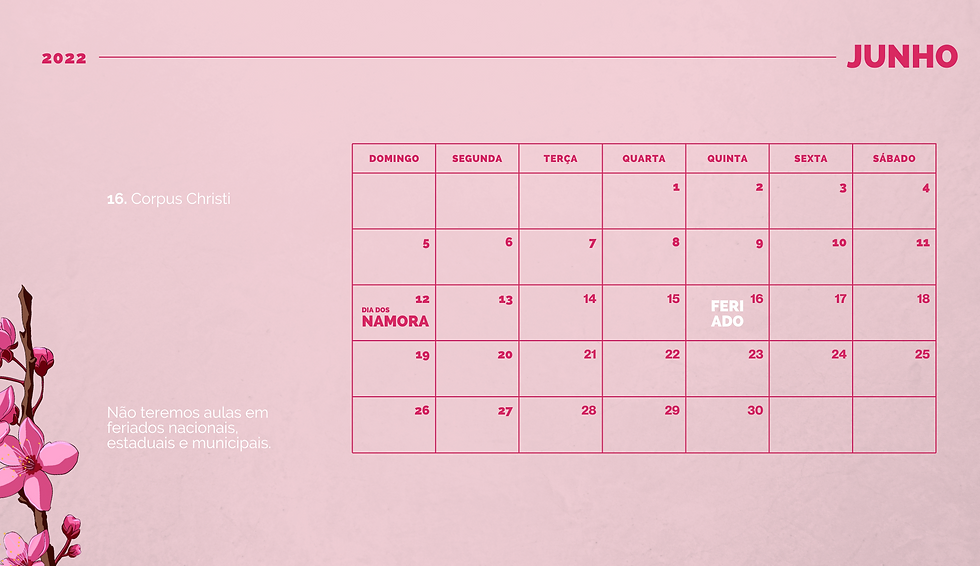 2022 JUNHO
16. Corpus Christi
DOMINGO SEGUNDA TERÇA QUARTA QUINTA SEXTA SÁBADO
1 2 3 4
5 6 7 8 9 10 11
12 13 14 15 16 17 18
DIA DOS
NAMORA
FERI
ADO
19 20 21 22 23 24 25
26 27 28 29 30
Não teremos aulas em
feriados nacionais,
estaduais e municipais.